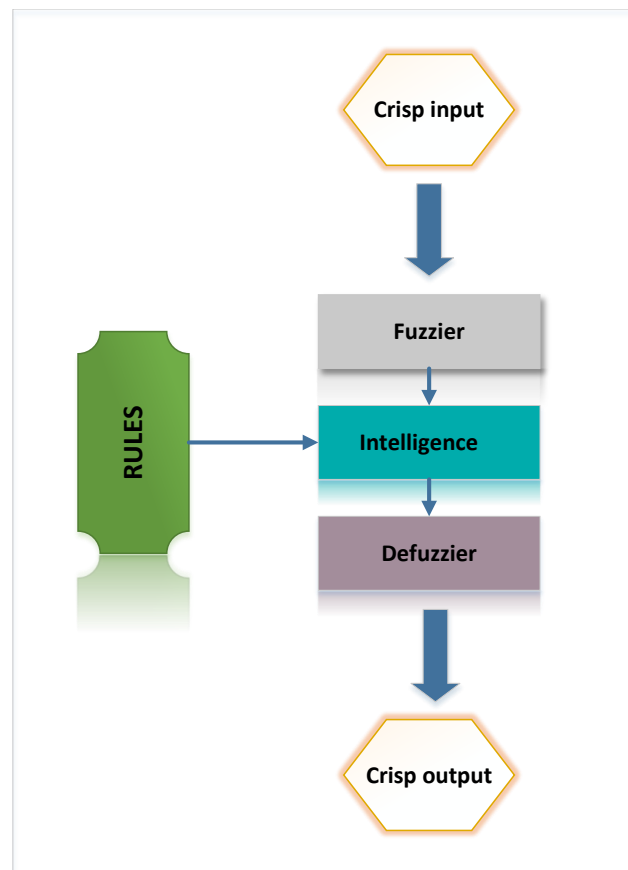 Crisp input
Fuzzier
RULES
Intelligence
Defuzzier
Crisp output